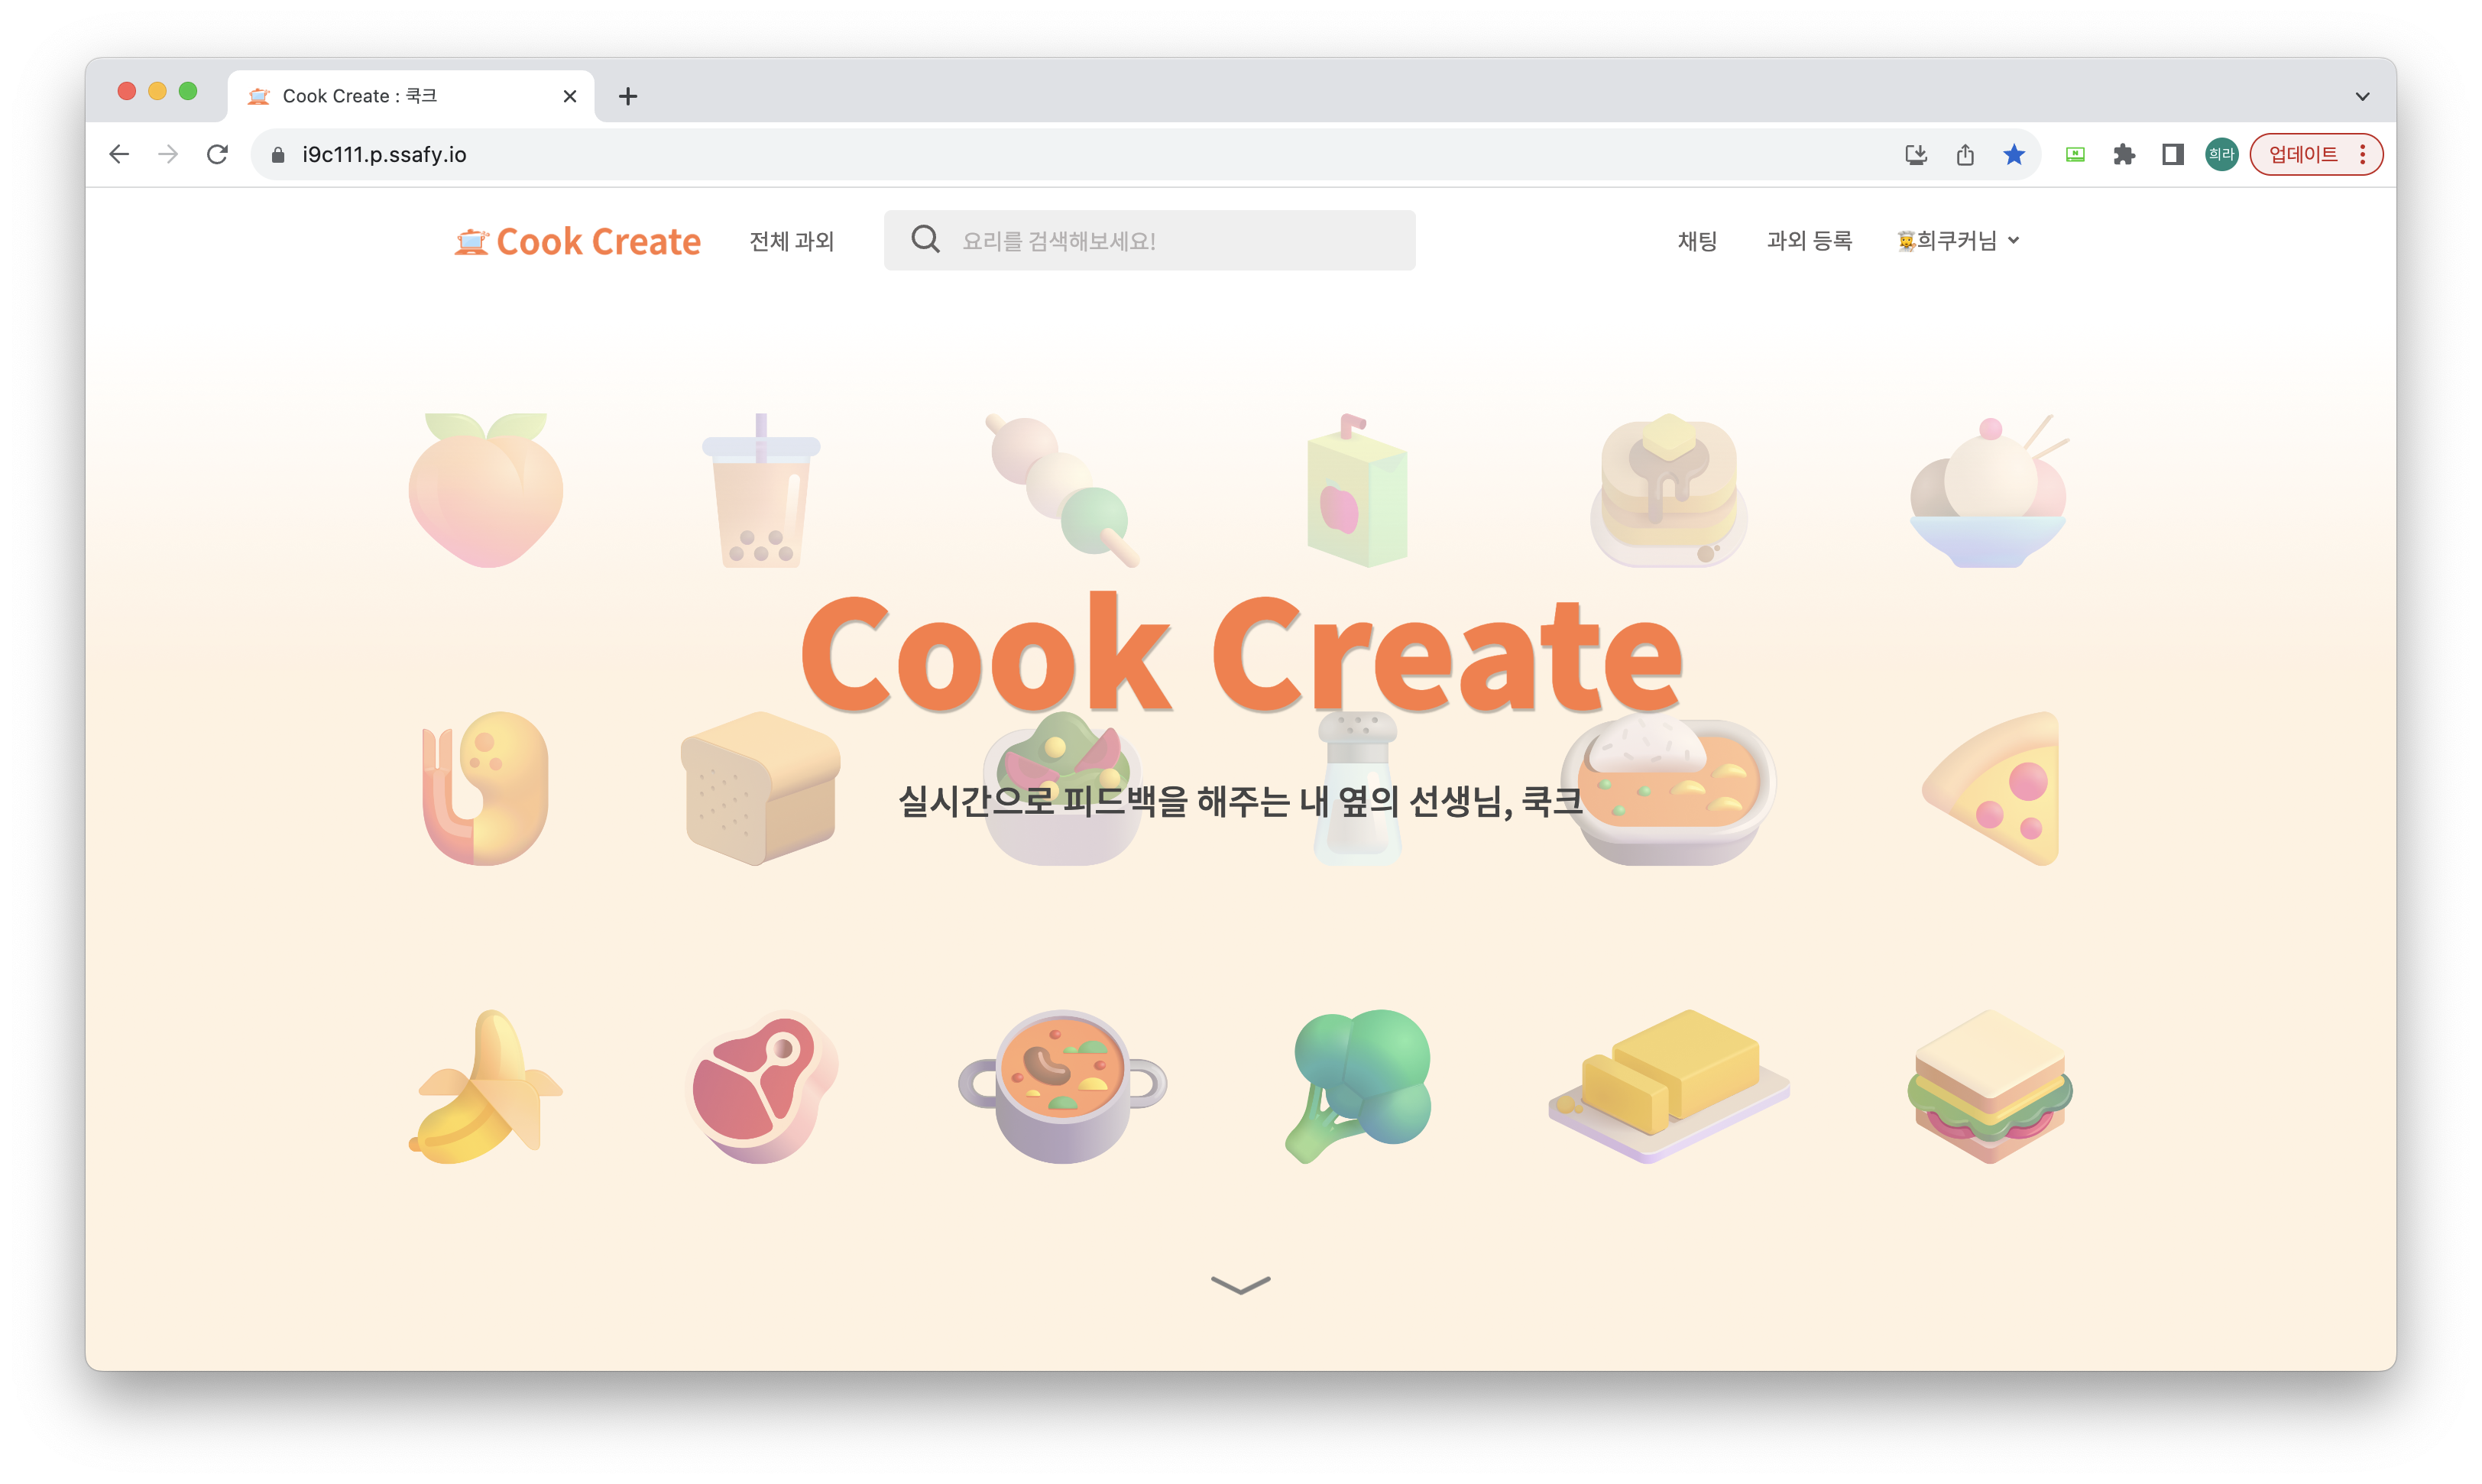 Cook Create : 쿡크
i9c111.p.ssafy.io
희라
업데이트
Cook Create
전체 과외
요리를 검색해보세요!
채팅
과외 등록
희쿠커님
Cook Create
실시간으로 피드백을 해주는 내 옆의 선생님, 쿡크